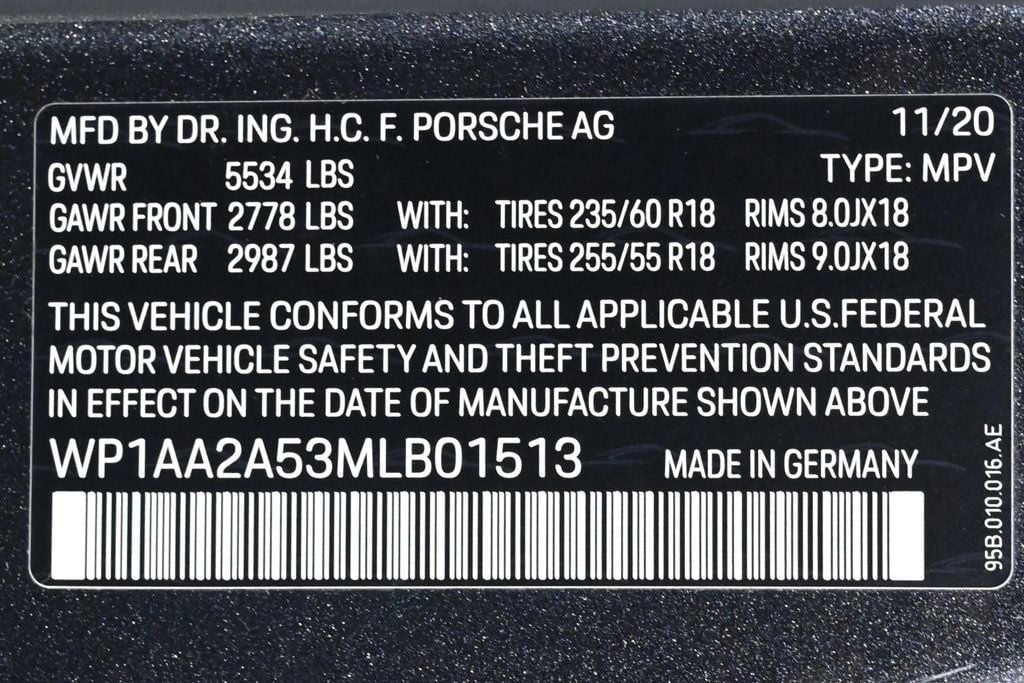 MFD BY DR. ING. H.C. F. PORSCHE AG 11/20
GVWR 5534 LBS TYPE: MPV
GAWR FRONT 2778 LBS WITH: TIRES 235/60 R18 RIMS 8.0JX18
GAWR REAR 2987 LBS WITH: TIRES 255/55 R18 RIMS 9.0JX18
THIS VEHICLE CONFORMS TO ALL APPLICABLE U.S.FEDERAL
MOTOR VEHICLE SAFETY AND THEFT PREVENTION STANDARDS
IN EFFECT ON THE DATE OF MANUFACTURE SHOWN ABOVE
WP1AA2A53MLB01513 MADE IN GERMANY
95B.010.016.AE